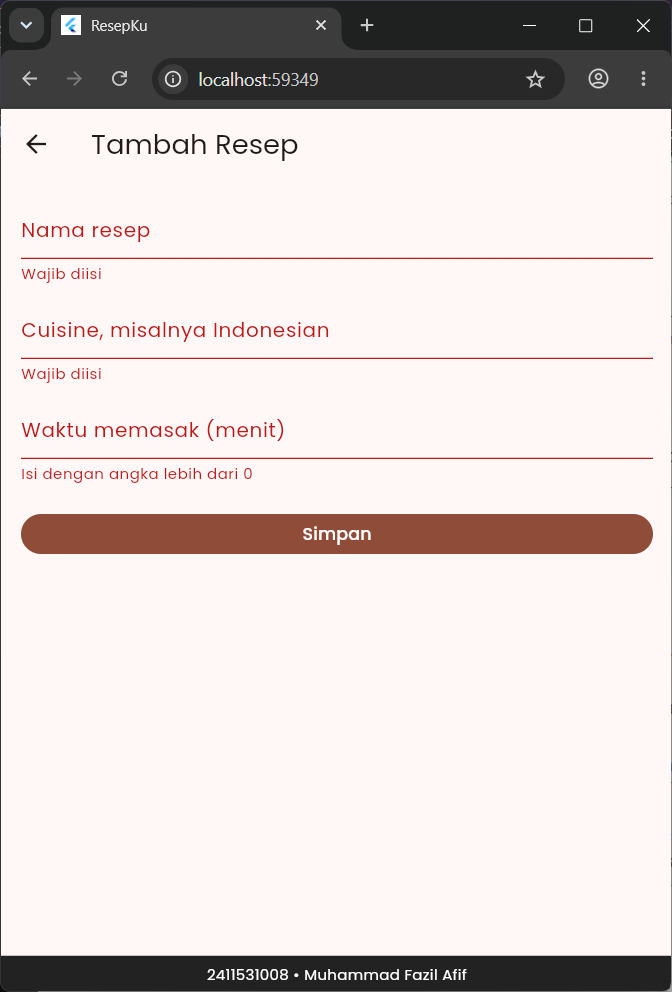 ResepKu
localhost:59349
Tambah Resep
Nama resep
Wajib diisi
Cuisine, misalnya Indonesian
Wajib diisi
Waktu memasak (menit)
Isi dengan angka lebih dari 0
Simpan
2411531008 • Muhammad Fazil Afif